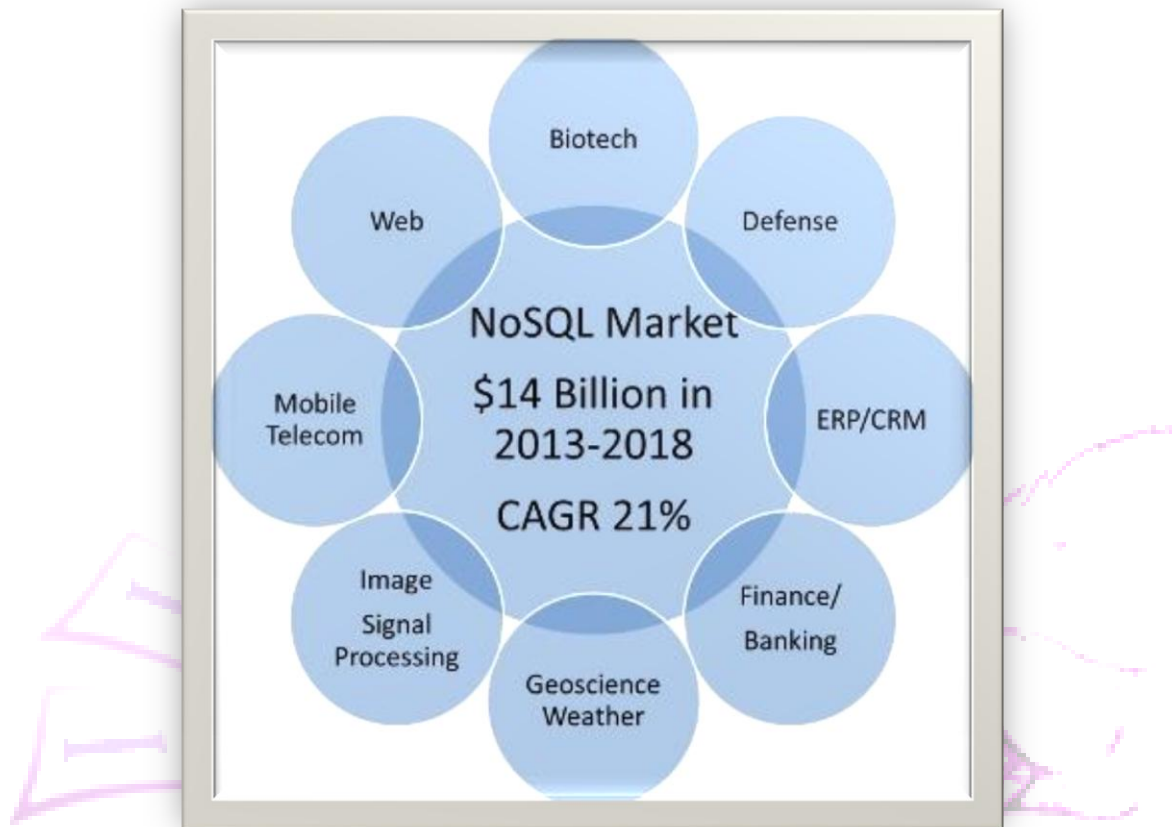 Biotech
Web
Defense
NoSQL Market
$14 Billion in
2013-2018
CAGR 21%
Mobile
Telecom
ERP/CRM
Image
Signal
Processing
Finance/
Banking
Geoscience
Weather